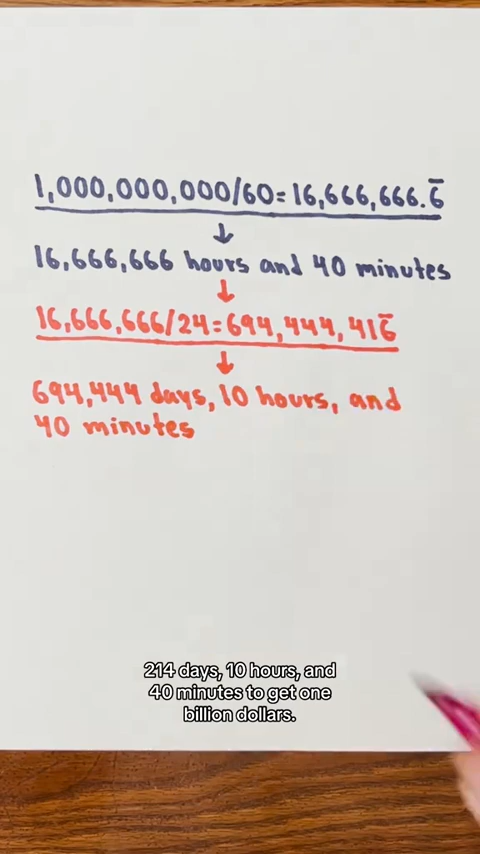 1,000,000,000/60=16,666,666.6̅
↓
16,666,666 hours and 40 minutes
↓
16,666,666/24=694,444,416̅
↓
694,444 days, 10 hours, and
40 minutes
214 days, 10 hours, and
40 minutes to get one
billion dollars.